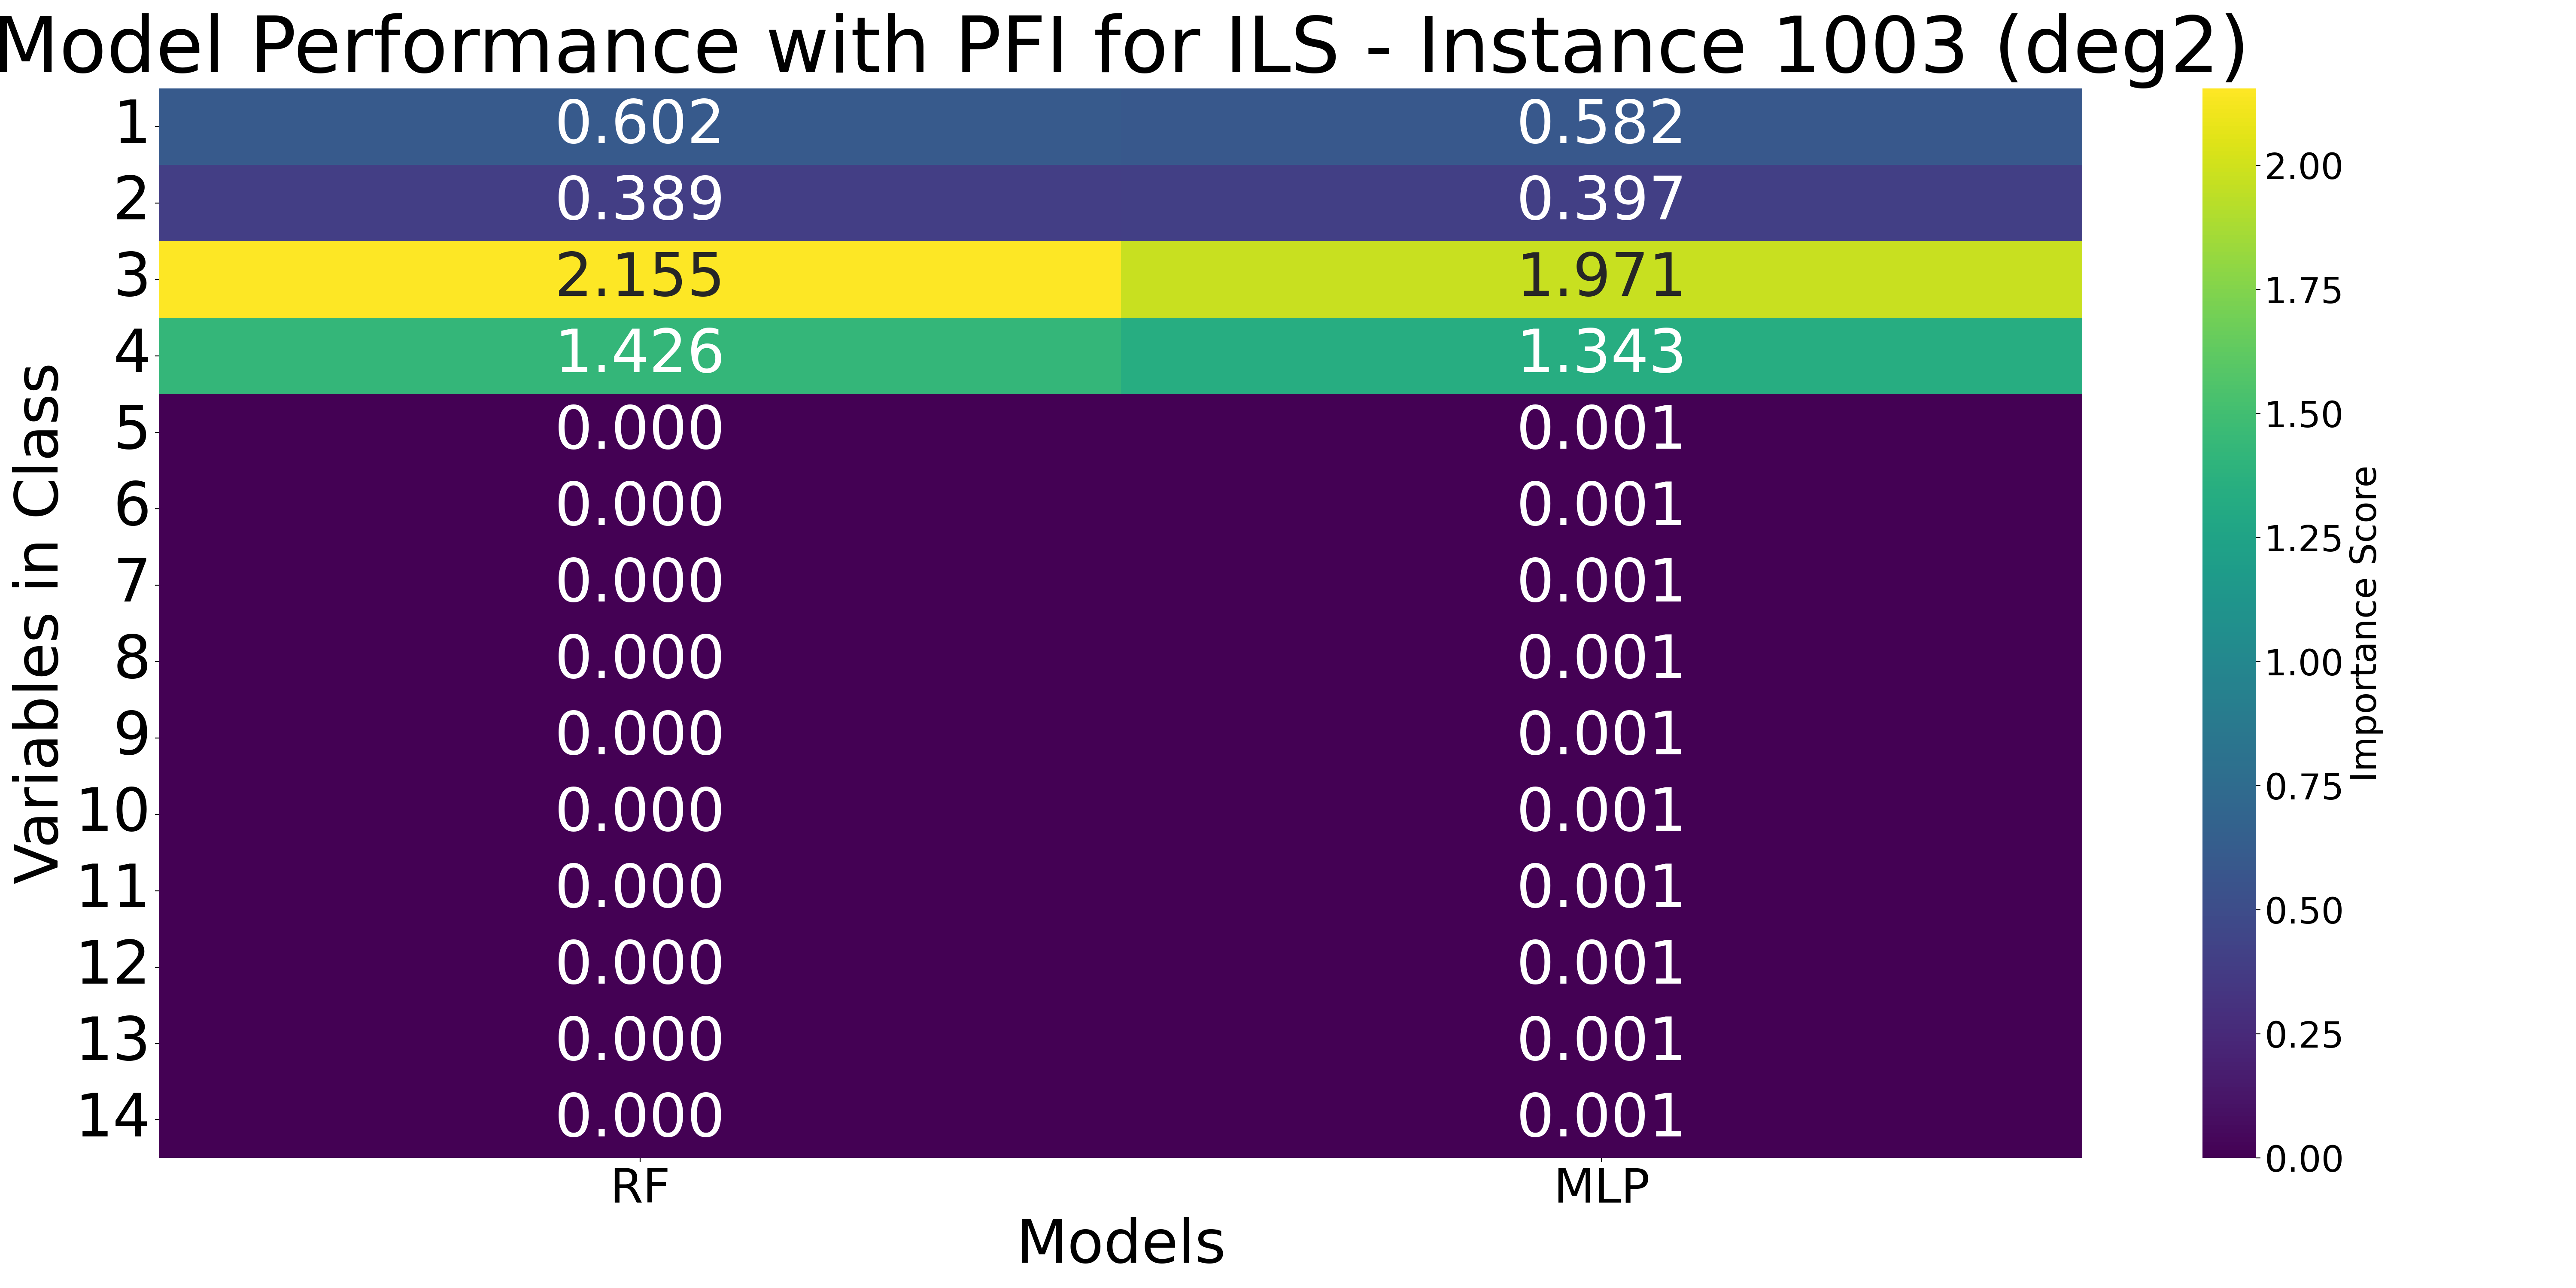 Model Performance with PFI for ILS - Instance 1003 (deg2)
1 0.602 0.582
2 0.389 0.397
3 2.155 1.971
4 1.426 1.343
5 0.000 0.001
6 0.000 0.001
7 0.000 0.001
8 0.000 0.001
9 0.000 0.001
10 0.000 0.001
11 0.000 0.001
12 0.000 0.001
13 0.000 0.001
14 0.000 0.001
RF MLP
Models
Variables in Class
2.00
1.75
1.50
1.25
1.00
0.75
0.50
0.25
0.00
Importance Score